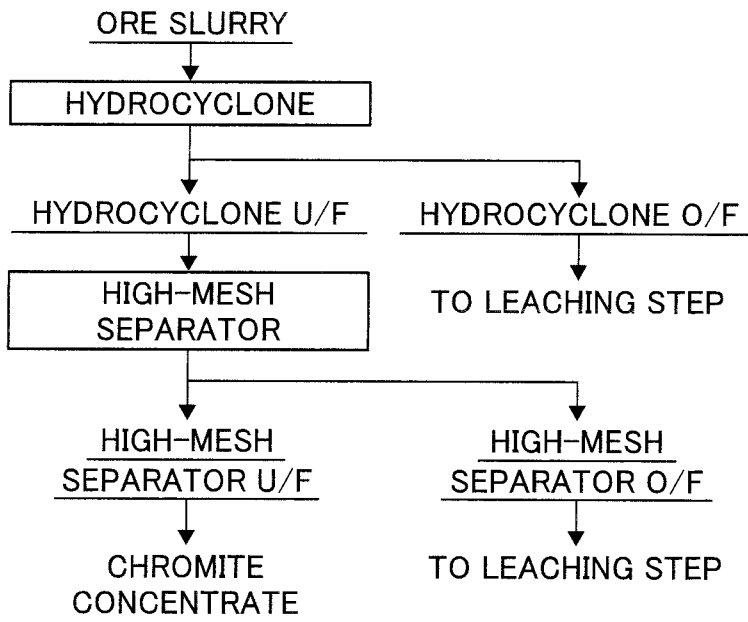 ORE SLURRY
HYDROCYCLONE
HYDROCYCLONE U/F
HYDROCYCLONE O/F
HIGH-MESH
SEPARATOR
TO LEACHING STEP
HIGH-MESH
SEPARATOR U/F
HIGH-MESH
SEPARATOR O/F
CHROMITE
CONCENTRATE
TO LEACHING STEP